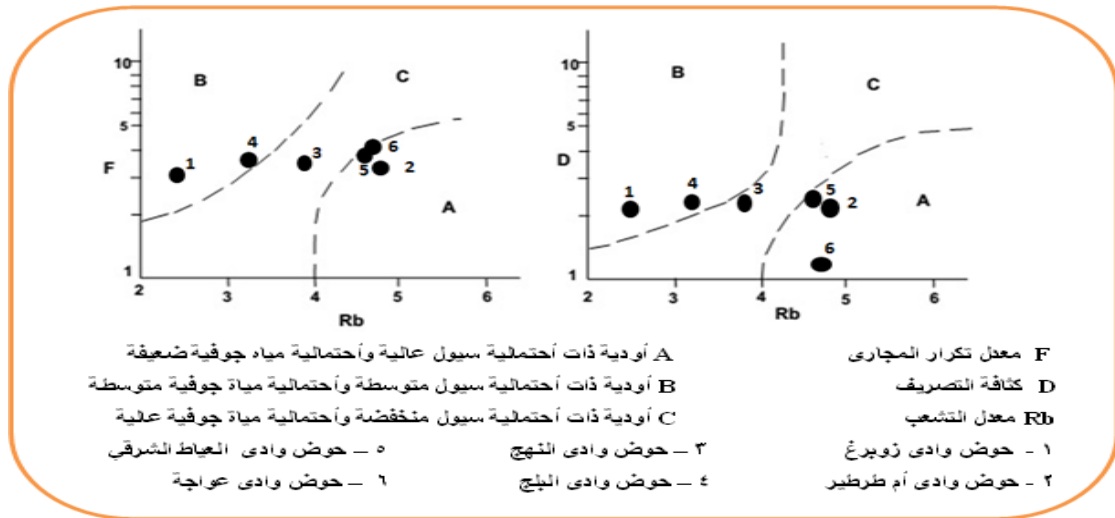 10
B
C
5
4
6
1
3
F
5
2
A
1
2
3
4
5
6
Rb
10
B
C
5
D
1
4
3
5
2
A
6
1
2
3
4
5
6
Rb
F معدل تكرار المجارى
A أودية ذات أحتمالية سيول عالية وأحتمالية مياه جوفية ضعيفة
D كثافة التصريف
B أودية ذات أحتمالية سيول متوسطة وأحتمالية مياة جوفية متوسطة
Rb معدل التشعب
C أودية ذات أحتمالية سيول منخفضة وأحتمالية مياة جوفية عالية
١ - حوض وادى زويرغ
٣ – حوض وادى النهج
٥ – حوض وادى العياط الشرقي
٢ - حوض وادى أم طرطير
٤ – حوض وادى البلج
٦ – حوض وادى عواجة